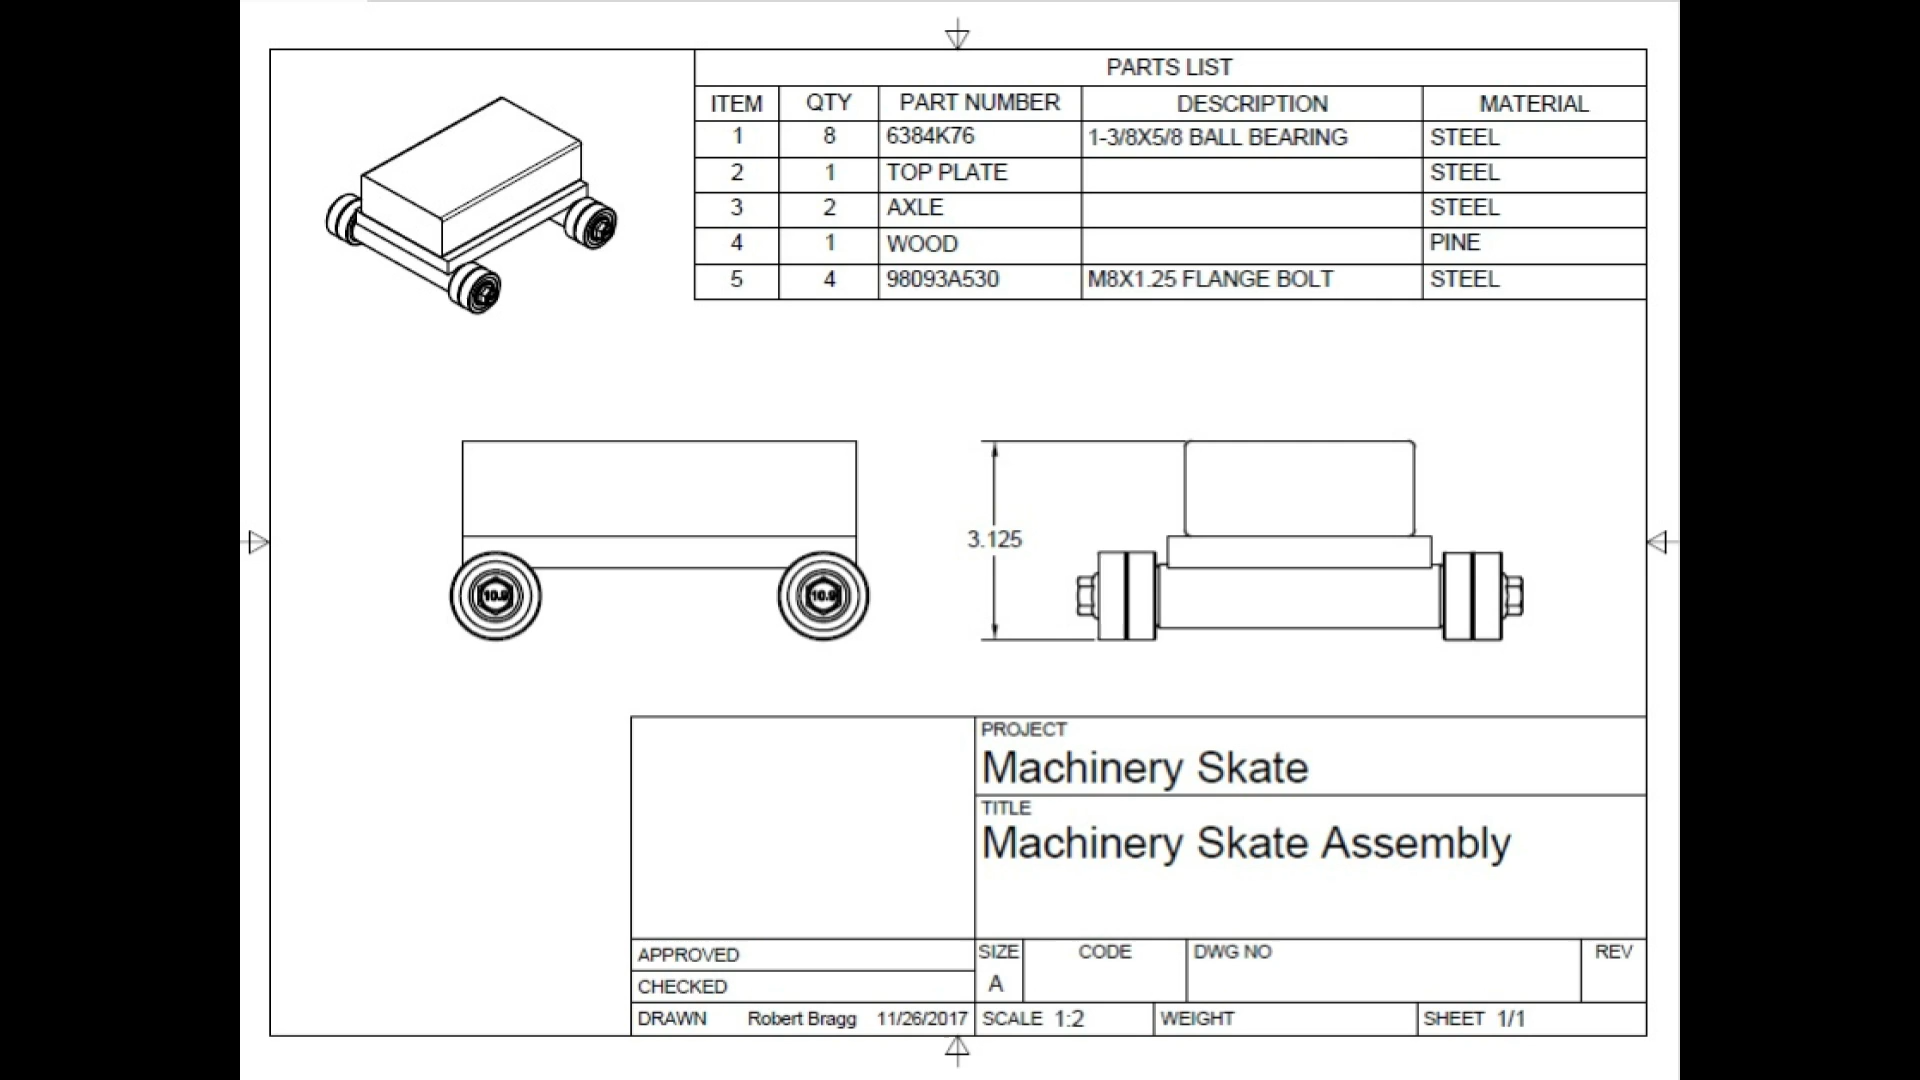 PARTS LIST
ITEM QTY PART NUMBER DESCRIPTION MATERIAL
1 8 6384K76 1-3/8X5/8 BALL BEARING STEEL
2 1 TOP PLATE STEEL
3 2 AXLE STEEL
4 1 WOOD PINE
5 4 98093A530 M8X1.25 FLANGE BOLT STEEL
3.125
10.9 10.9
PROJECT
Machinery Skate
TITLE
Machinery Skate Assembly
APPROVED
CHECKED
DRAWN Robert Bragg 11/26/2017
SIZE CODE DWG NO REV
A
SCALE 1:2 WEIGHT SHEET 1/1